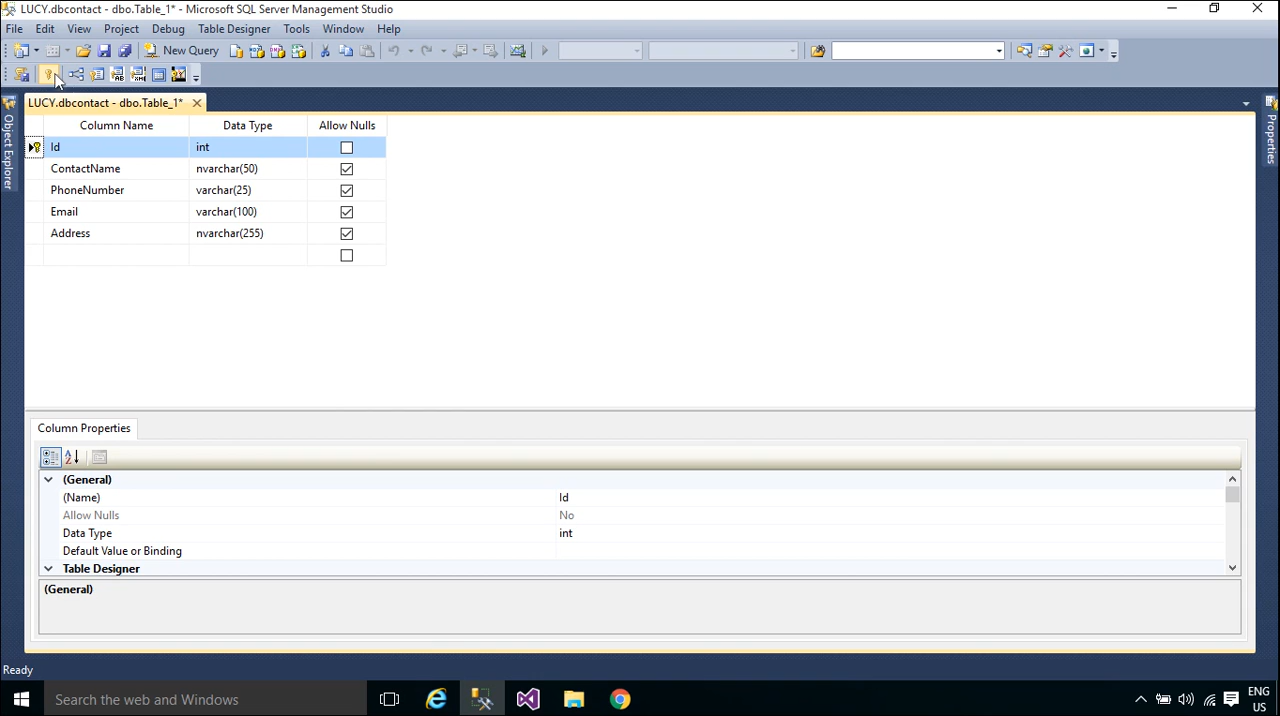 LUCY.dbcontact - dbo.Table_1* - Microsoft SQL Server Management Studio
File Edit View Project Debug Table Designer Tools Window Help
New Query
LUCY.dbcontact - dbo.Table_1*
Object Explorer
Properties
Column Name Data Type Allow Nulls
Id int
ContactName nvarchar(50)
PhoneNumber varchar(25)
Email varchar(100)
Address nvarchar(255)
Column Properties
(General)
(Name) Id
Allow Nulls No
Data Type int
Default Value or Binding
Table Designer
(General)
Ready
Search the web and Windows
ENG
US